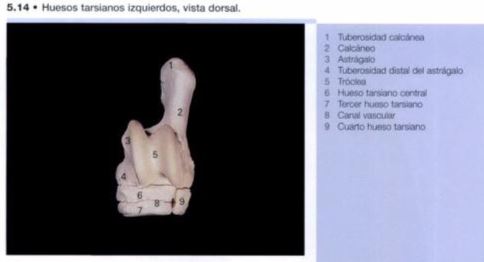 5.14 • Huesos tarsianos izquierdos, vista dorsal.
1 Tuberosidad calcánea
2 Calcáneo
3 Astrágalo
4 Tuberosidad distal del astrágalo
5 Tróclea
6 Hueso tarsiano central
7 Tercer hueso tarsiano
8 Canal vascular
9 Cuarto hueso tarsiano
1
2
3
5
4
6
8
9
7